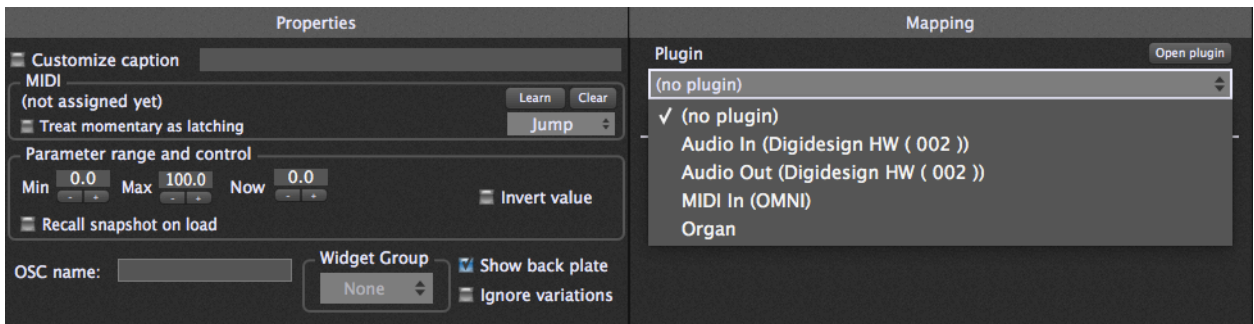 Properties
Customize caption
MIDI
(not assigned yet)
Learn Clear
Treat momentary as latching
Jump
Parameter range and control
Min 0.0 Max 100.0 Now 0.0
- + - + - +
Invert value
Recall snapshot on load
OSC name:
Widget Group
None
Show back plate
Ignore variations
Mapping
Plugin
Open plugin
(no plugin)
✓ (no plugin)
Audio In (Digidesign HW ( 002 ))
Audio Out (Digidesign HW ( 002 ))
MIDI In (OMNI)
Organ